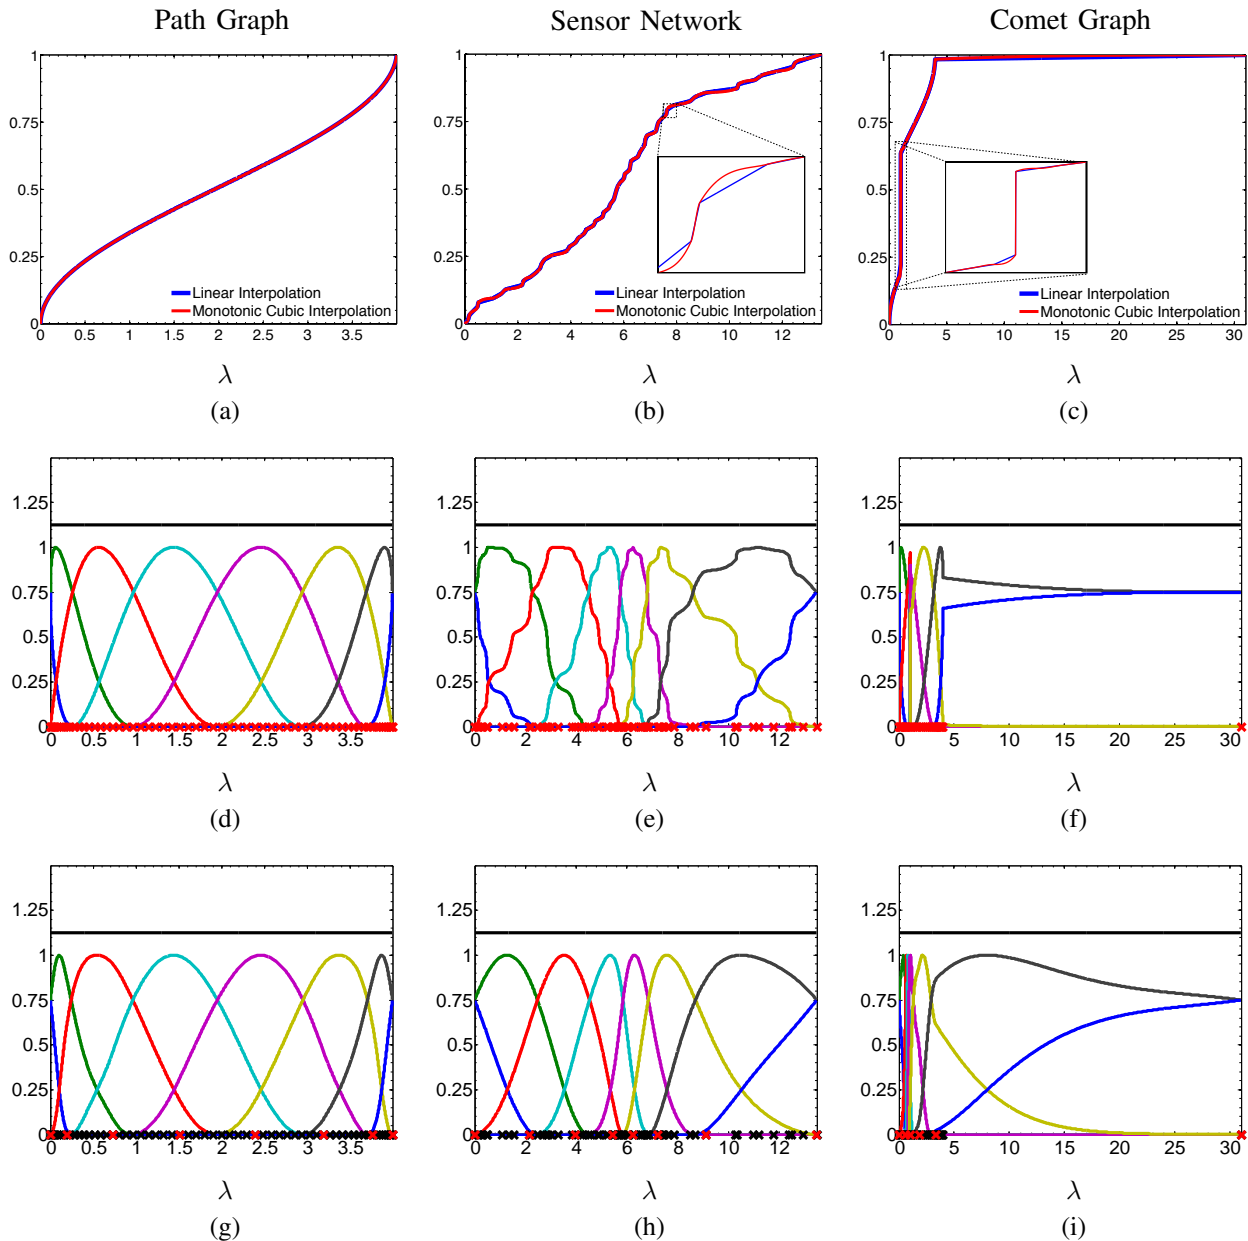 Path Graph
Sensor Network
Comet Graph
1
0.75
0.5
0.25
0
0 0.5 1 1.5 2 2.5 3 3.5
Linear Interpolation
Monotonic Cubic Interpolation
λ
(a)
1
0.75
0.5
0.25
0
0 2 4 6 8 10 12
Linear Interpolation
Monotonic Cubic Interpolation
λ
(b)
1
0.75
0.5
0.25
0
0 5 10 15 20 25 30
Linear Interpolation
Monotonic Cubic Interpolation
λ
(c)
1.25
1
0.75
0.5
0.25
0
0 0.5 1 1.5 2 2.5 3 3.5
λ
(d)
1.25
1
0.75
0.5
0.25
0
0 2 4 6 8 10 12
λ
(e)
1.25
1
0.75
0.5
0.25
0
0 5 10 15 20 25 30
λ
(f)
1.25
1
0.75
0.5
0.25
0
0 0.5 1 1.5 2 2.5 3 3.5
λ
(g)
1.25
1
0.75
0.5
0.25
0
0 2 4 6 8 10 12
λ
(h)
1.25
1
0.75
0.5
0.25
0
0 5 10 15 20 25 30
λ
(i)